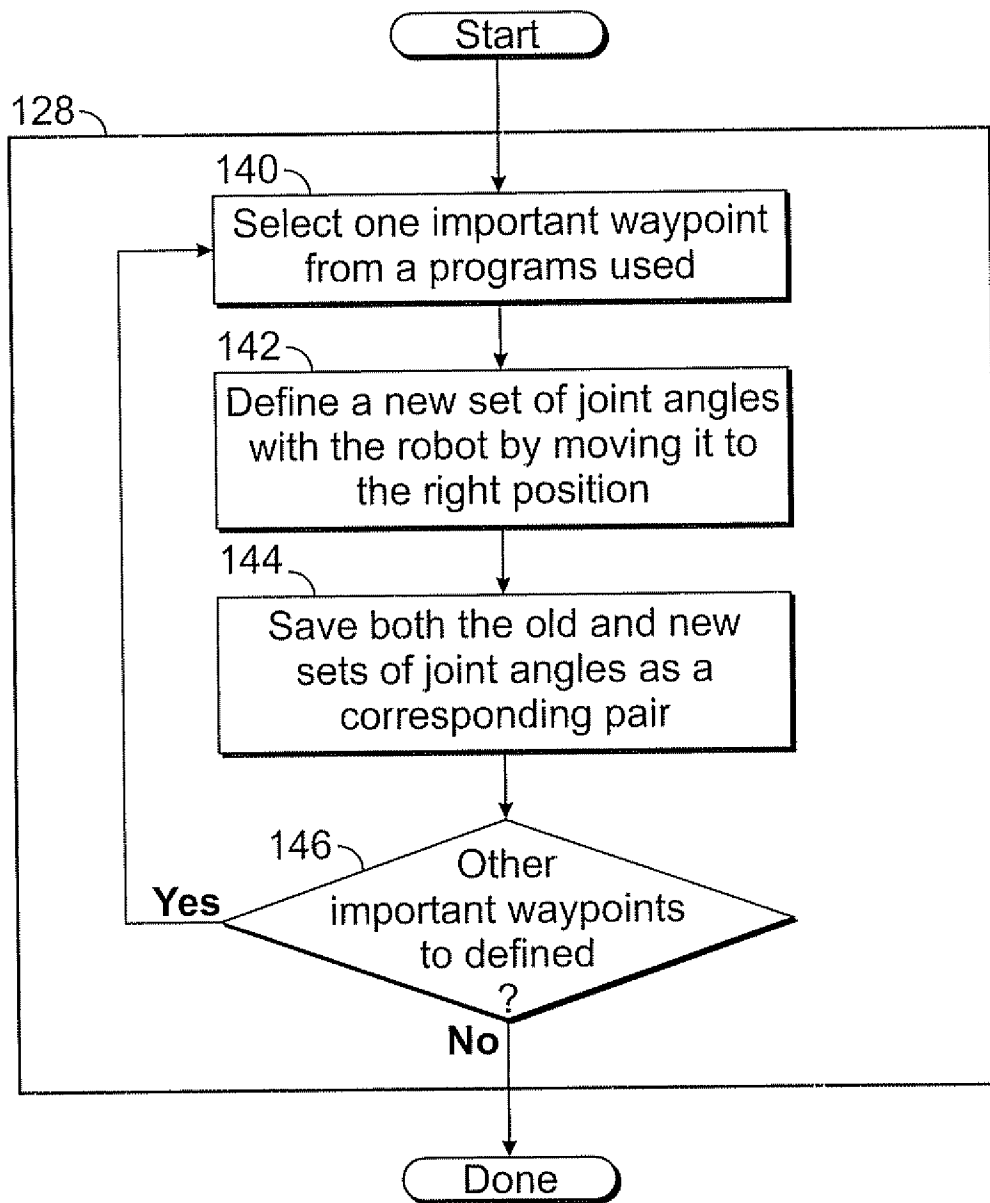 Start
128
140
Select one important waypoint
from a programs used
142
Define a new set of joint angles
with the robot by moving it to
the right position
144
Save both the old and new
sets of joint angles as a
corresponding pair
146
Other
important waypoints
to defined
?
Yes
No
Done